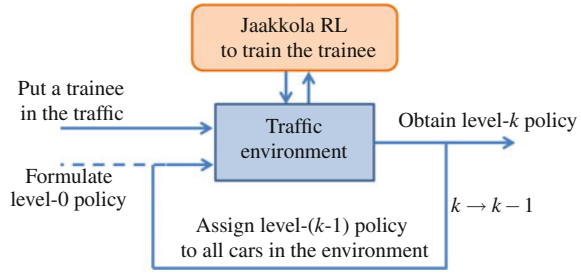 Jaakkola RL
to train the trainee
Put a trainee
in the traffic
Traffic
environment
Obtain level-k policy
Formulate
level-0 policy
k → k − 1
Assign level-(k-1) policy
to all cars in the environment